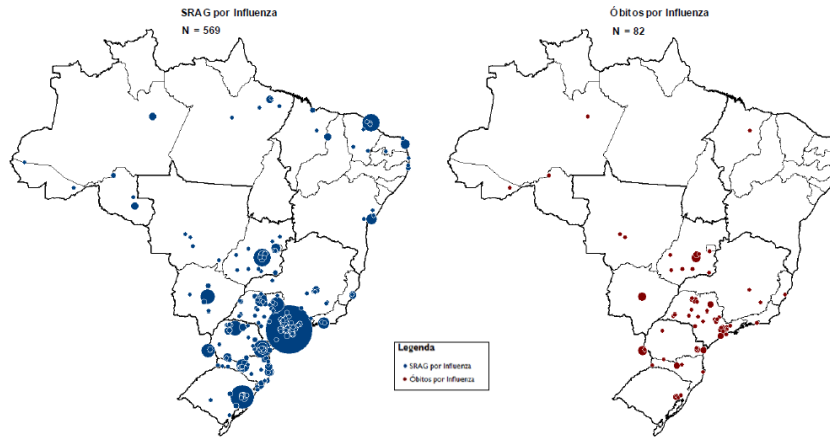 SRAG por Influenza
N = 569
Óbitos por Influenza
N = 82
Legenda
SRAG por Influenza
Óbitos por Influenza